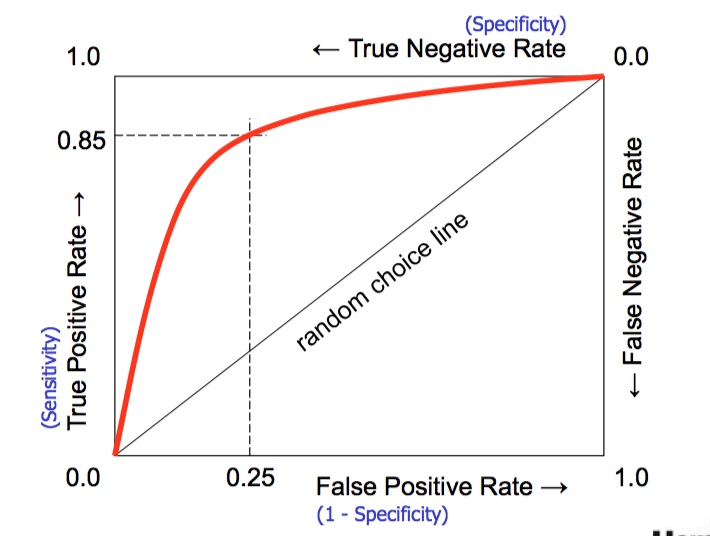 (Specificity)
1.0
← True Negative Rate
0.0
0.85
(Sensitivity)
True Positive Rate →
random choice line
← False Negative Rate
0.0
0.25
False Positive Rate →
1.0
(1 - Specificity)